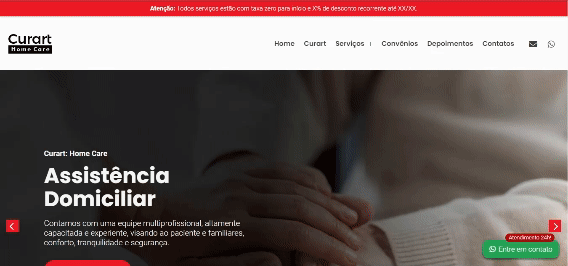 Atenção: Todos serviços estão com taxa zero para início e X% de desconto recorrente até XX/XX.
Curart
Home Care
Home Curart Serviços Convênios Depoimentos Contatos
Curart: Home Care
Assistência
Domiciliar
Contamos com uma equipe multiprofissional, altamente
capacitada e experiente, visando ao paciente e familiares,
conforto, tranquilidade e segurança.
Atendimento 24h!
Entre em contato